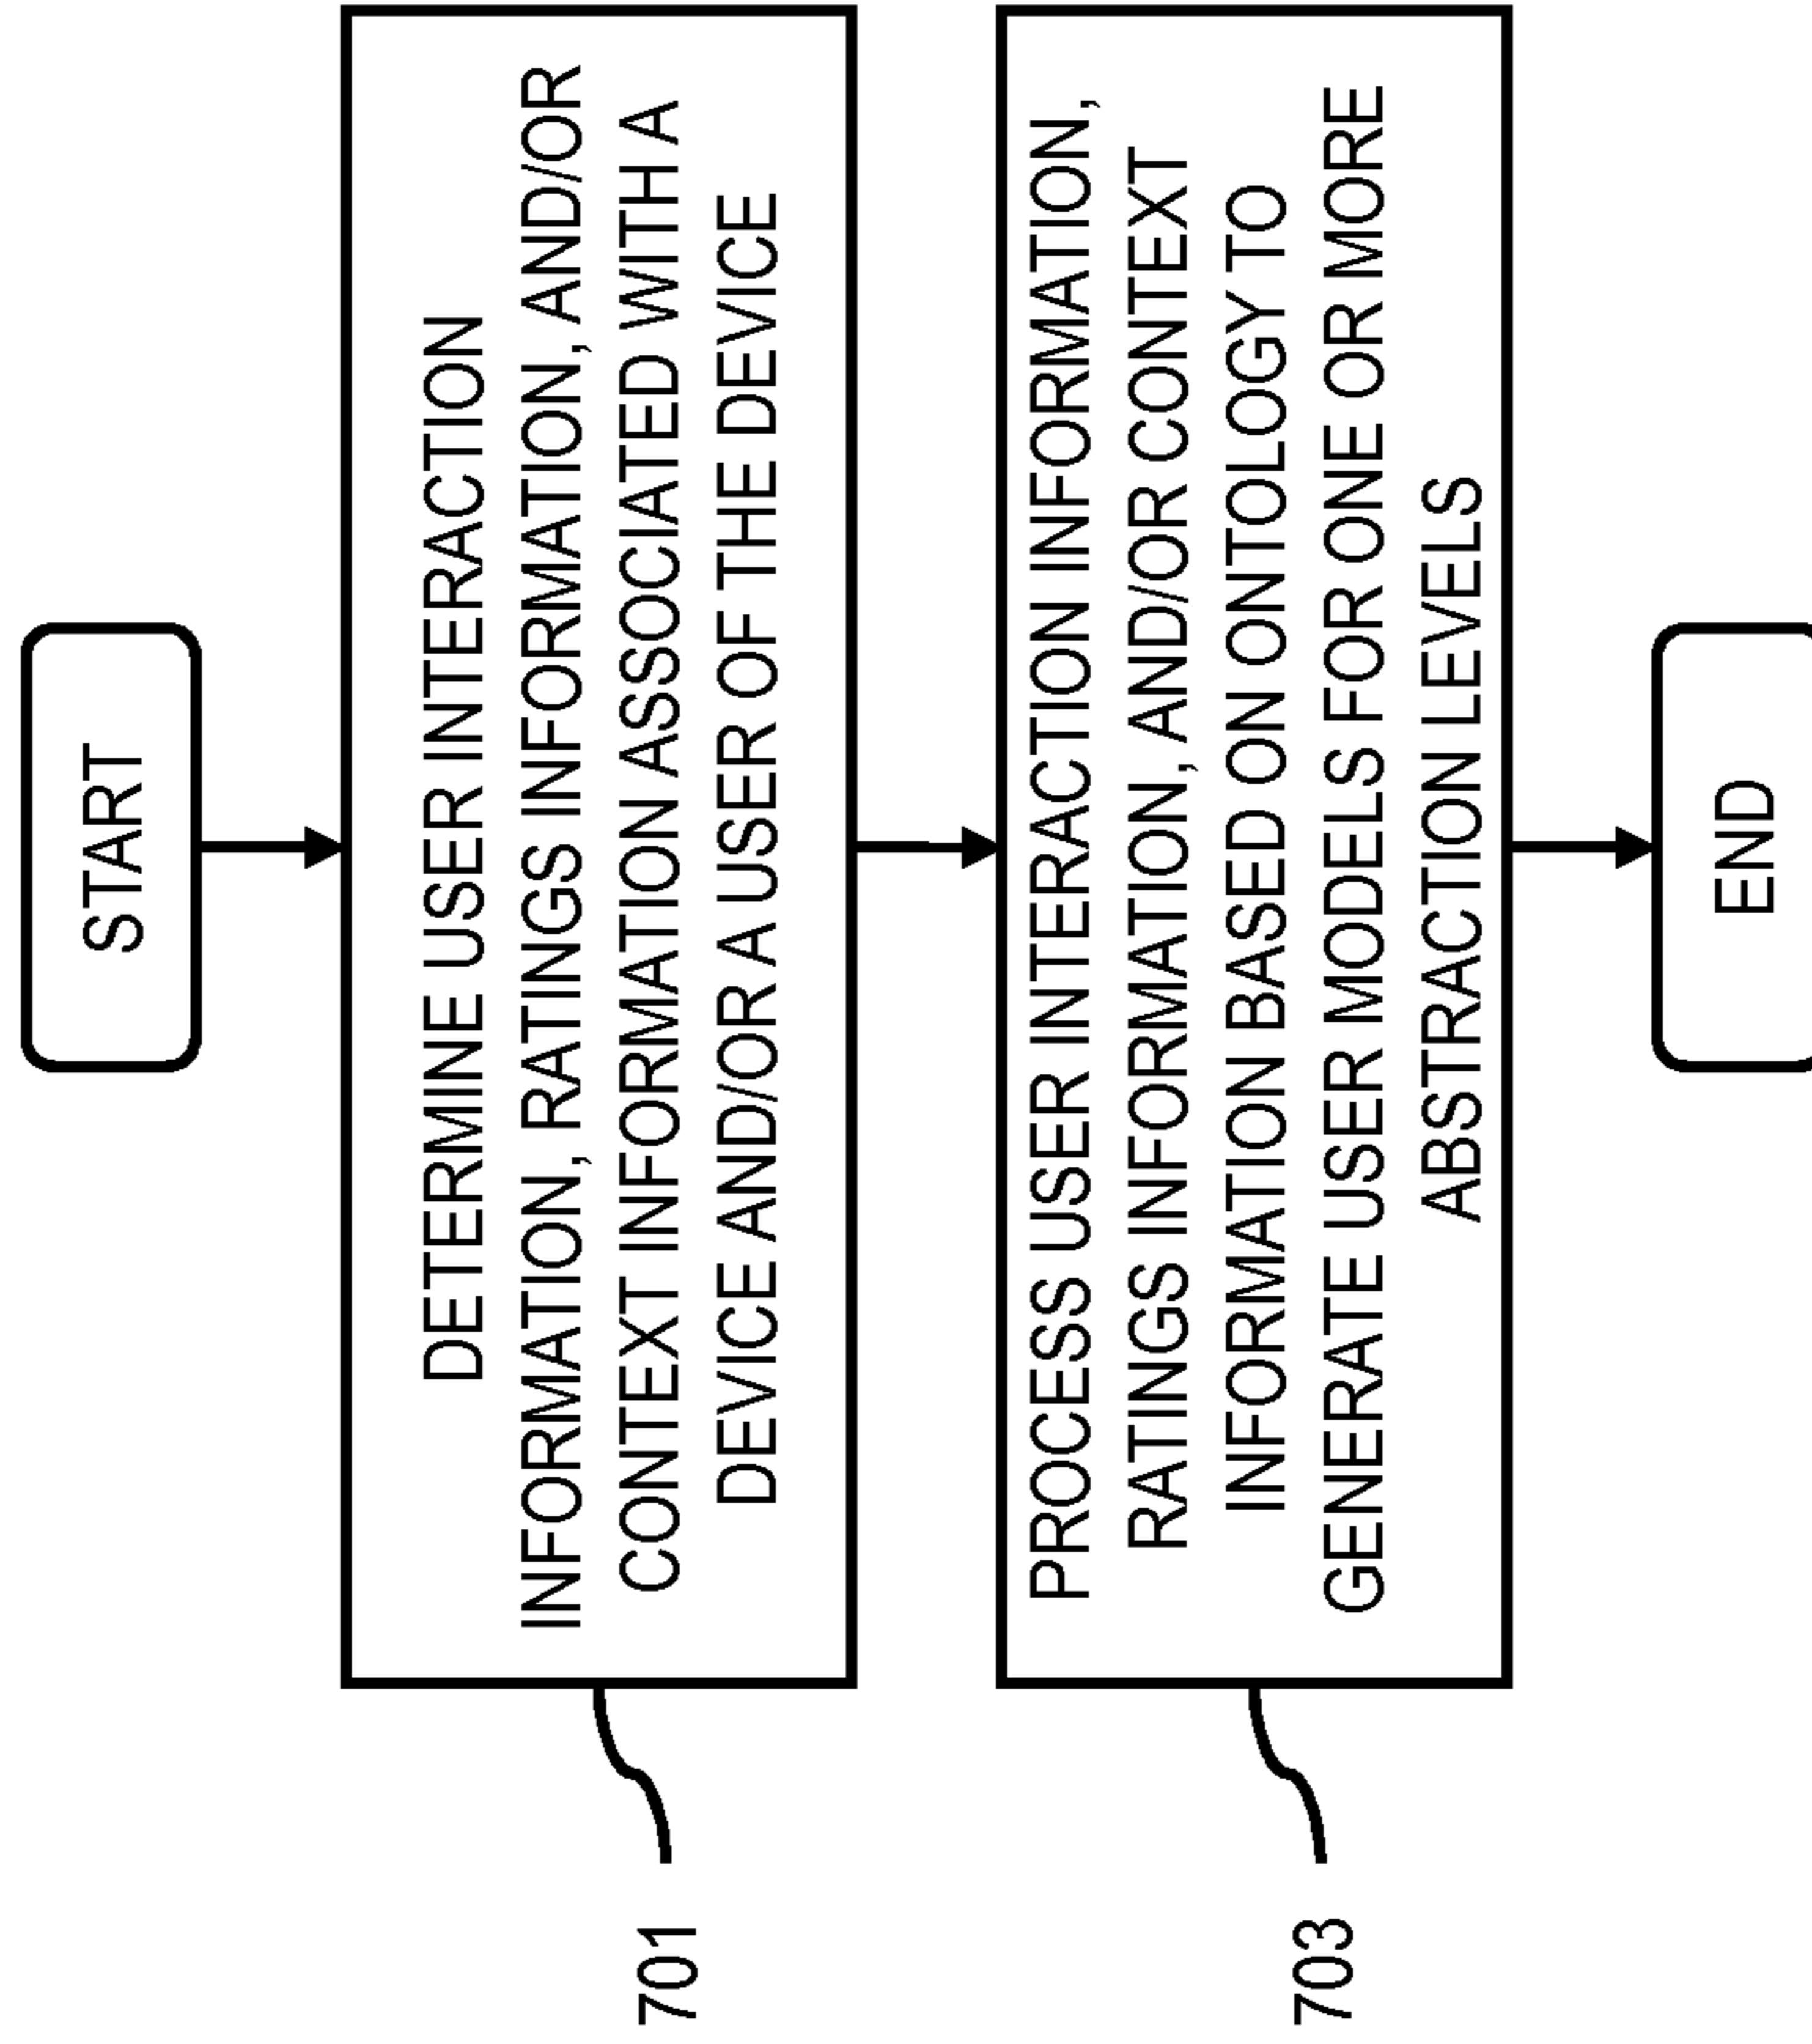 START
DETERMINE USER INTERACTION
INFORMATION, RATINGS INFORMATION, AND/OR
CONTEXT INFORMATION ASSOCIATED WITH A
DEVICE AND/OR A USER OF THE DEVICE
701
PROCESS USER INTERACTION INFORMATION,
RATINGS INFORMATION, AND/OR CONTEXT
INFORMATION BASED ON ONTOLOGY TO
GENERATE USER MODELS FOR ONE OR MORE
ABSTRACTION LEVELS
703
END